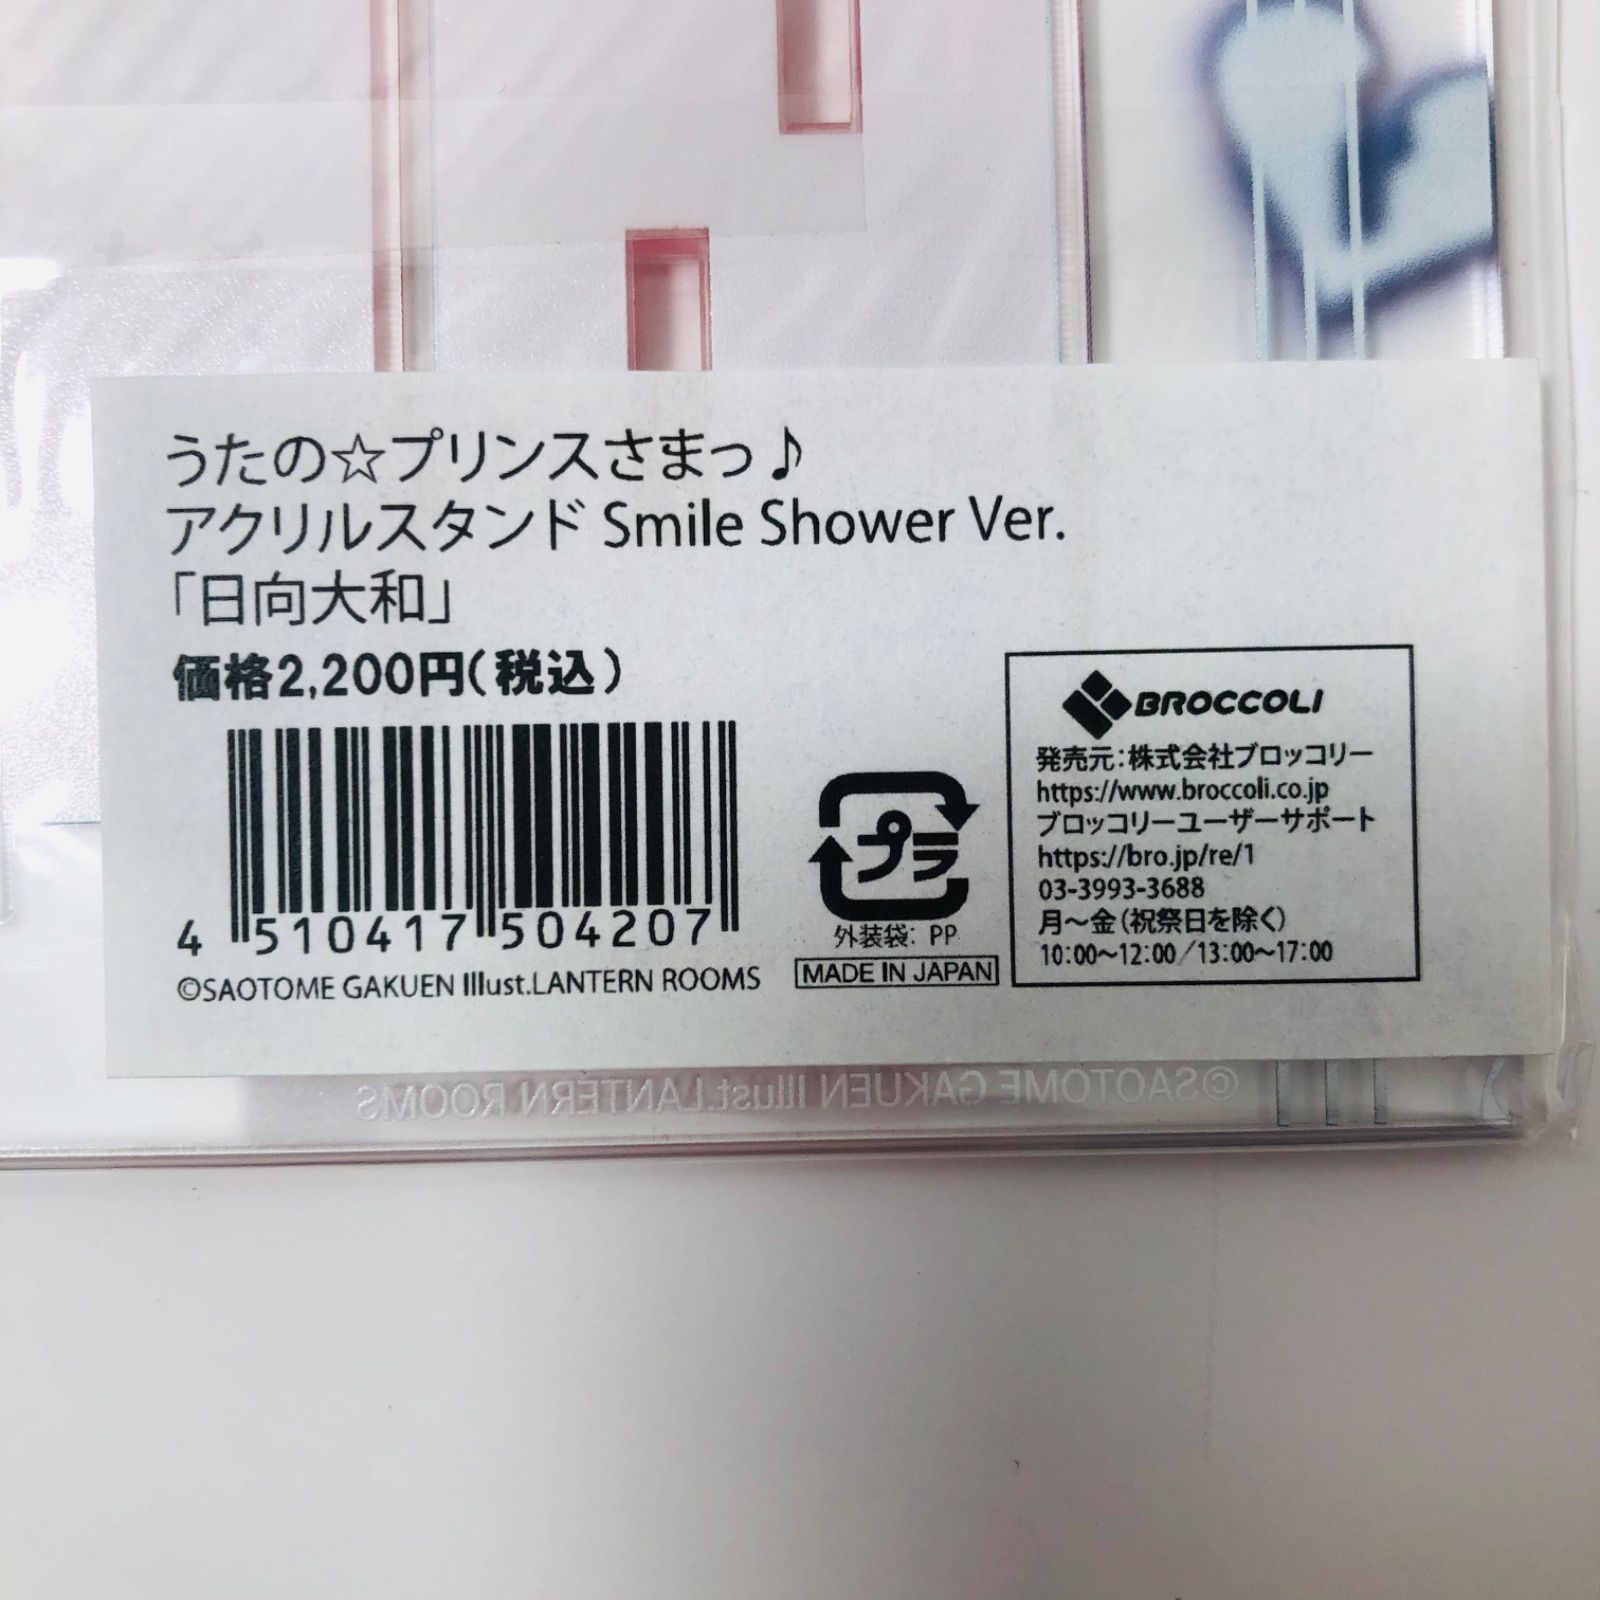 うたの☆プリンスさまっ♪
アクリルスタンド Smile Shower Ver.
「日向大和」
価格2,200円(税込)
4 510417 504207
©SAOTOME GAKUEN Illust.LANTERN ROOMS
プラ
外装袋: PP
MADE IN JAPAN
BROCCOLI
発売元:株式会社ブロッコリー
https://www.broccoli.co.jp
ブロッコリーユーザーサポート
https://bro.jp/re/1
03-3993-3688
月～金(祝祭日を除く)
10:00～12:00/13:00～17:00
©SAOTOME GAKUEN Illust.LANTERN ROOMS